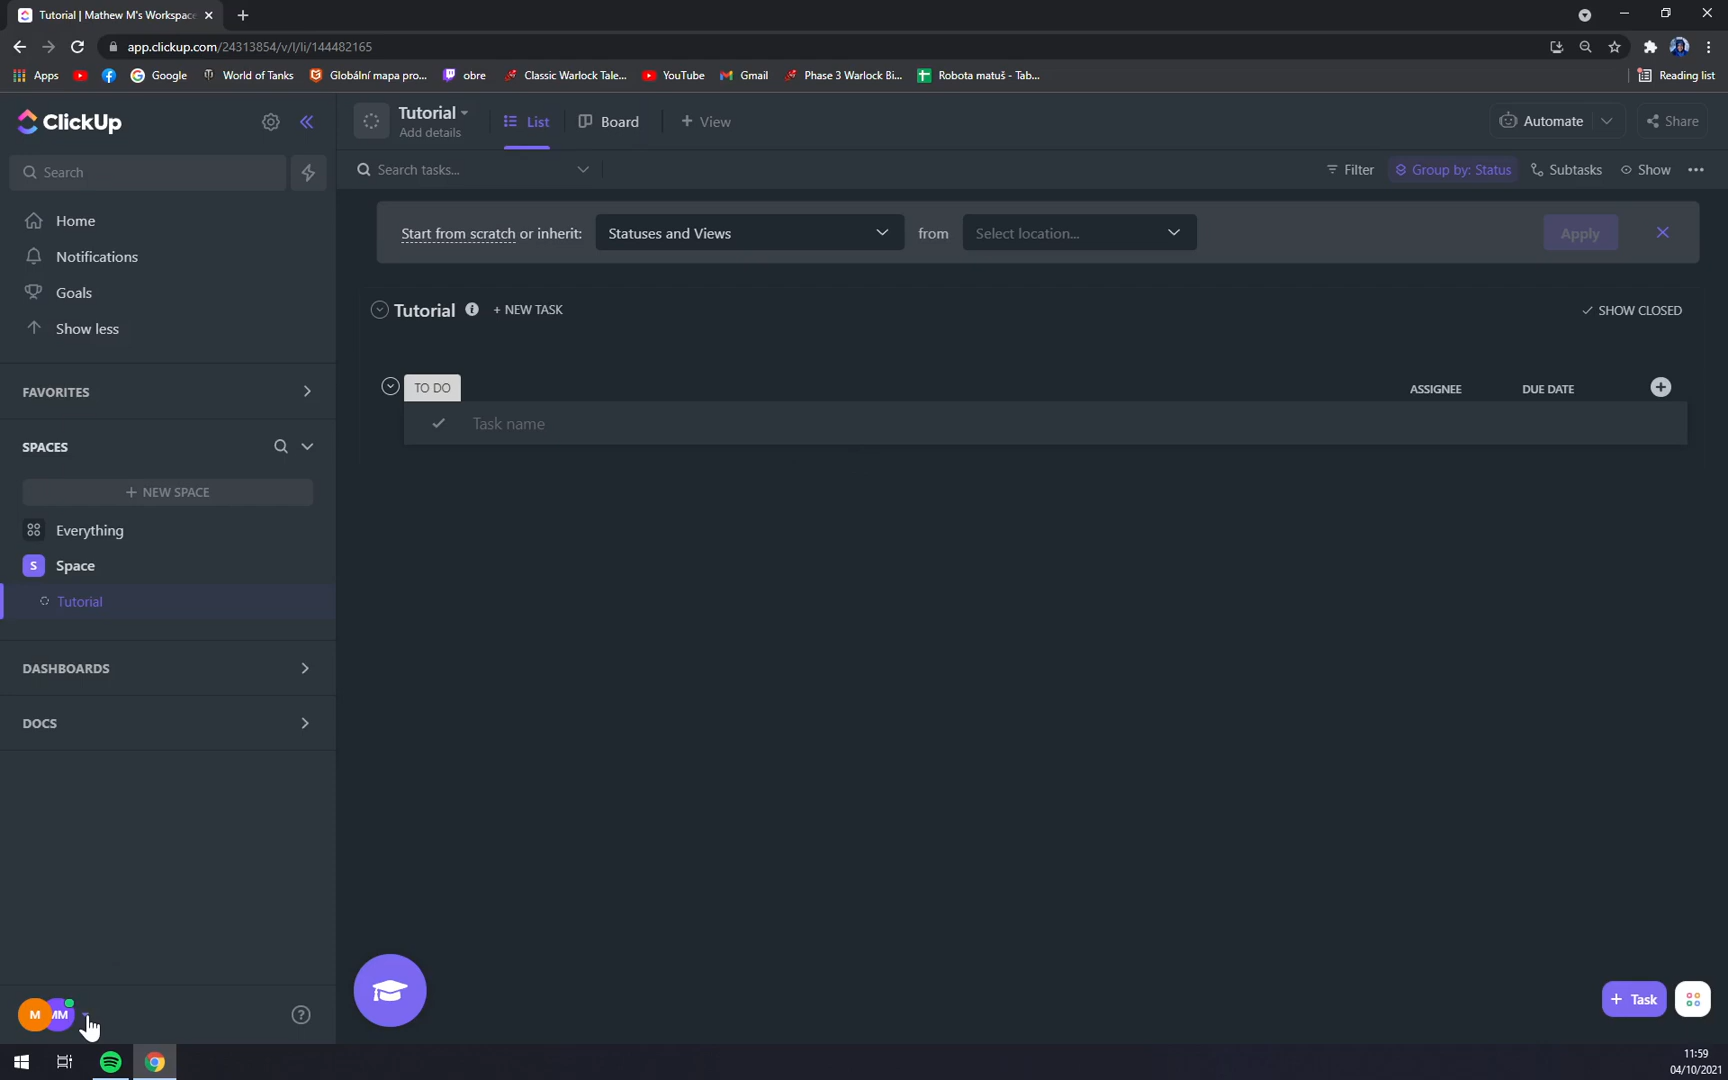 Tutorial | Mathew M's Workspace
app.clickup.com/24313854/v/l/li/144482165
Apps
Google
World of Tanks
Globální mapa pro...
obre
Classic Warlock Tale...
YouTube
Gmail
Phase 3 Warlock Bi...
Robota matuš - Tab...
Reading list
ClickUp
Tutorial
Add details
List
Board
+ View
Automate
Share
Search
Search tasks...
Filter
Group by: Status
Subtasks
Show
Home
Notifications
Goals
Show less
Start from scratch or inherit:
Statuses and Views
from
Select location...
Apply
Tutorial
+ NEW TASK
SHOW CLOSED
TO DO
ASSIGNEE
DUE DATE
Task name
FAVORITES
SPACES
+ NEW SPACE
Everything
S
Space
Tutorial
DASHBOARDS
DOCS
M
MM
+ Task
11:59
04/10/2021